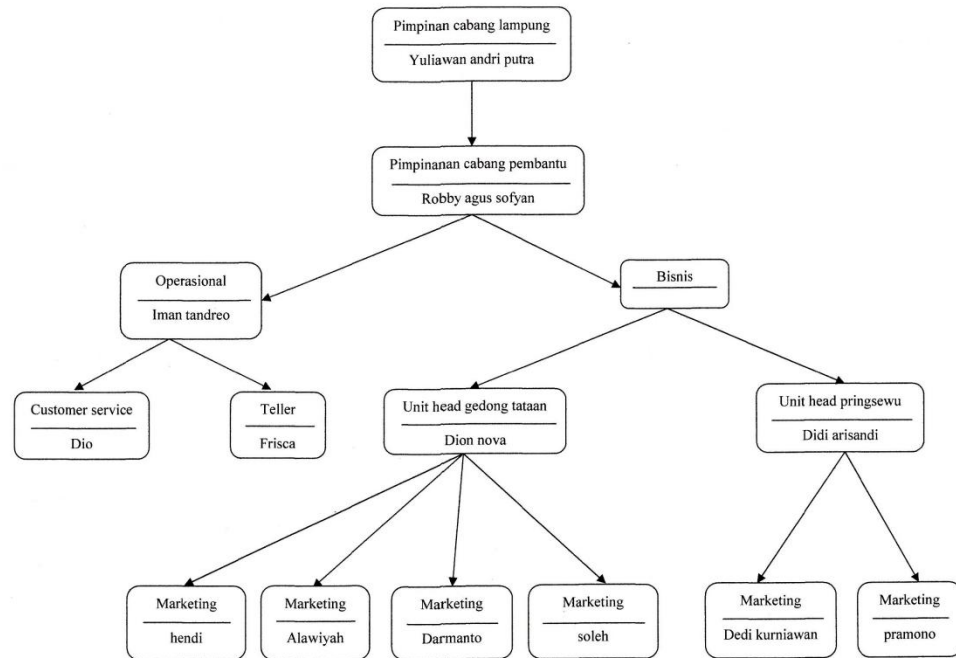 Pimpinan cabang lampung
Yuliawan andri putra
Pimpinanan cabang pembantu
Robby agus sofyan
Operasional
Iman tandreo
Bisnis
Customer service
Dio
Teller
Frisca
Unit head gedong tataan
Dion nova
Unit head pringsewu
Didi arisandi
Marketing
hendi
Marketing
Alawiyah
Marketing
Darmanto
Marketing
soleh
Marketing
Dedi kurniawan
Marketing
pramono